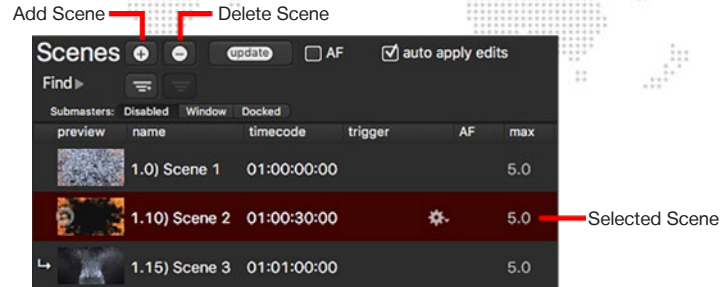 Add Scene
Delete Scene
Scenes update AF auto apply edits
Find
Submasters: Disabled Window Docked
preview name timecode trigger AF max
1.0) Scene 1 01:00:00:00 5.0
1.10) Scene 2 01:00:30:00 5.0
Selected Scene
1.15) Scene 3 01:01:00:00 5.0